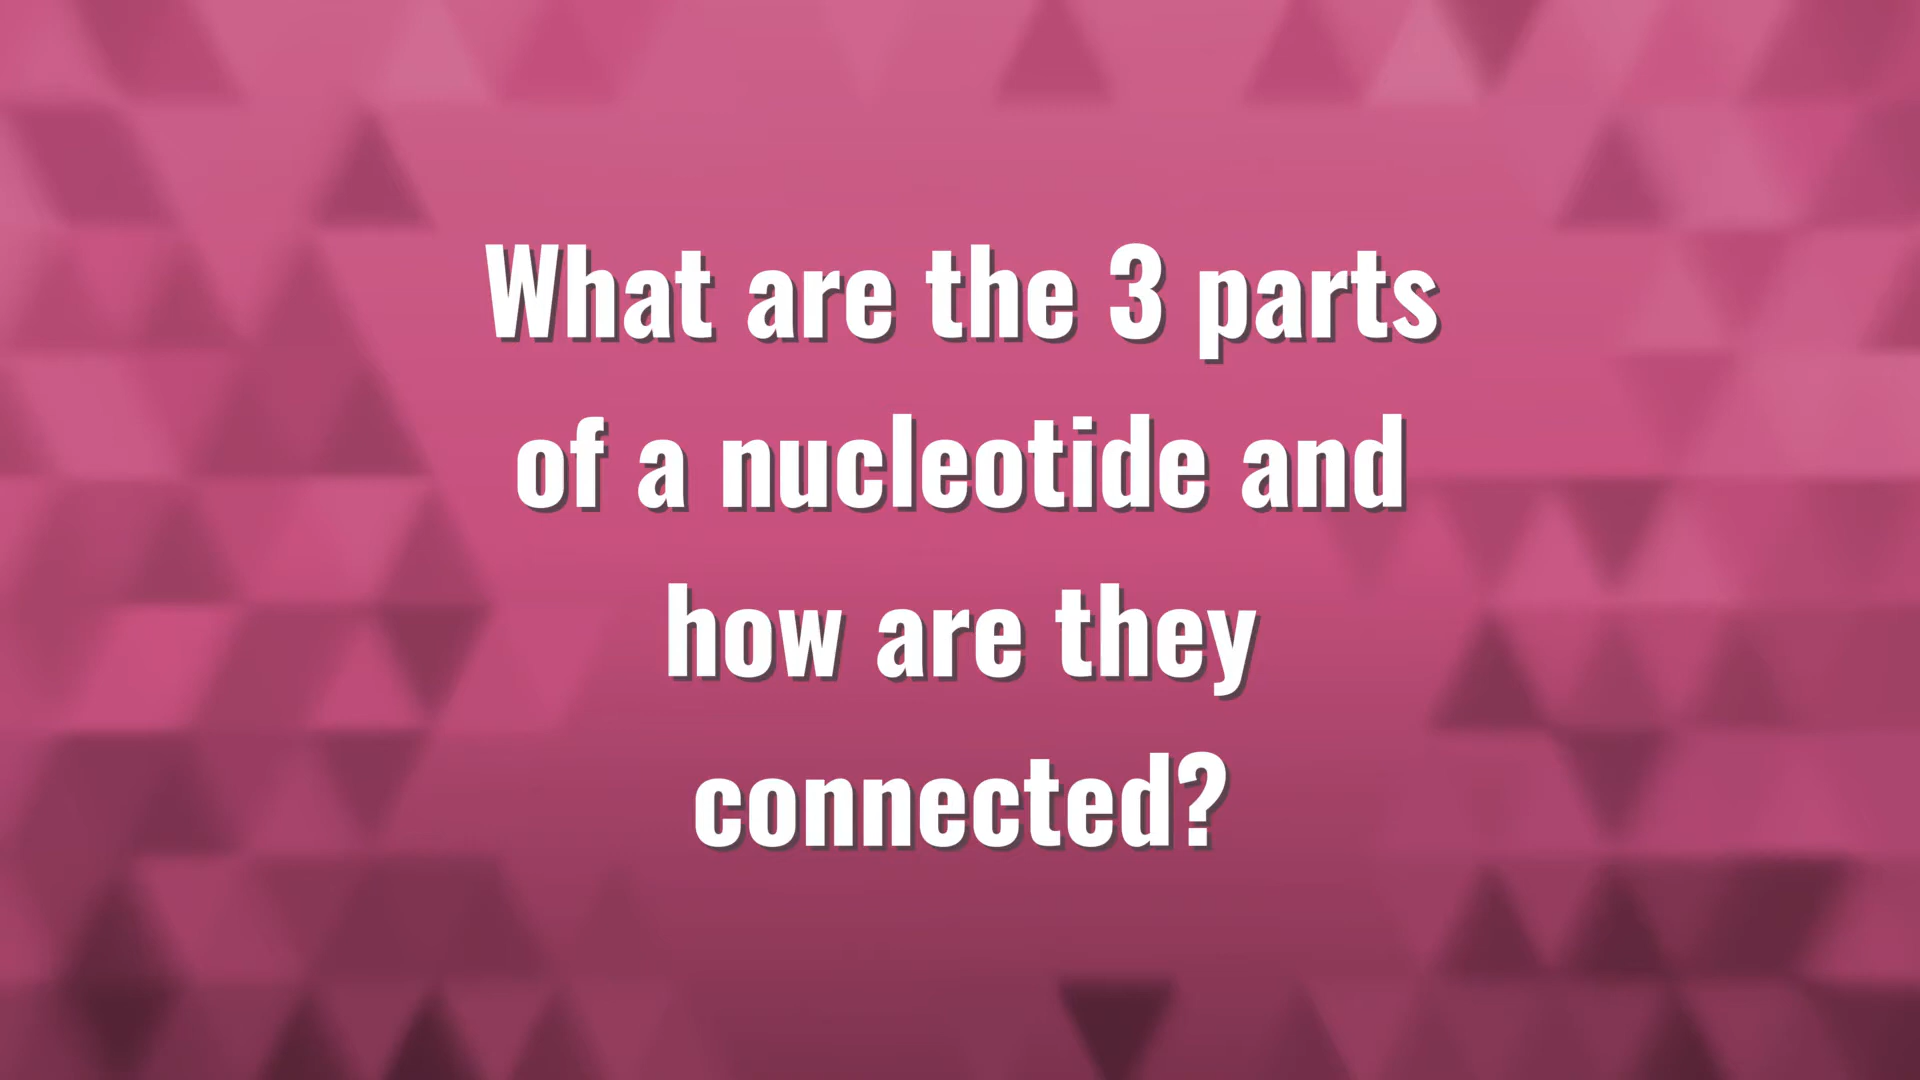 What are the 3 parts
of a nucleotide and
how are they
connected?